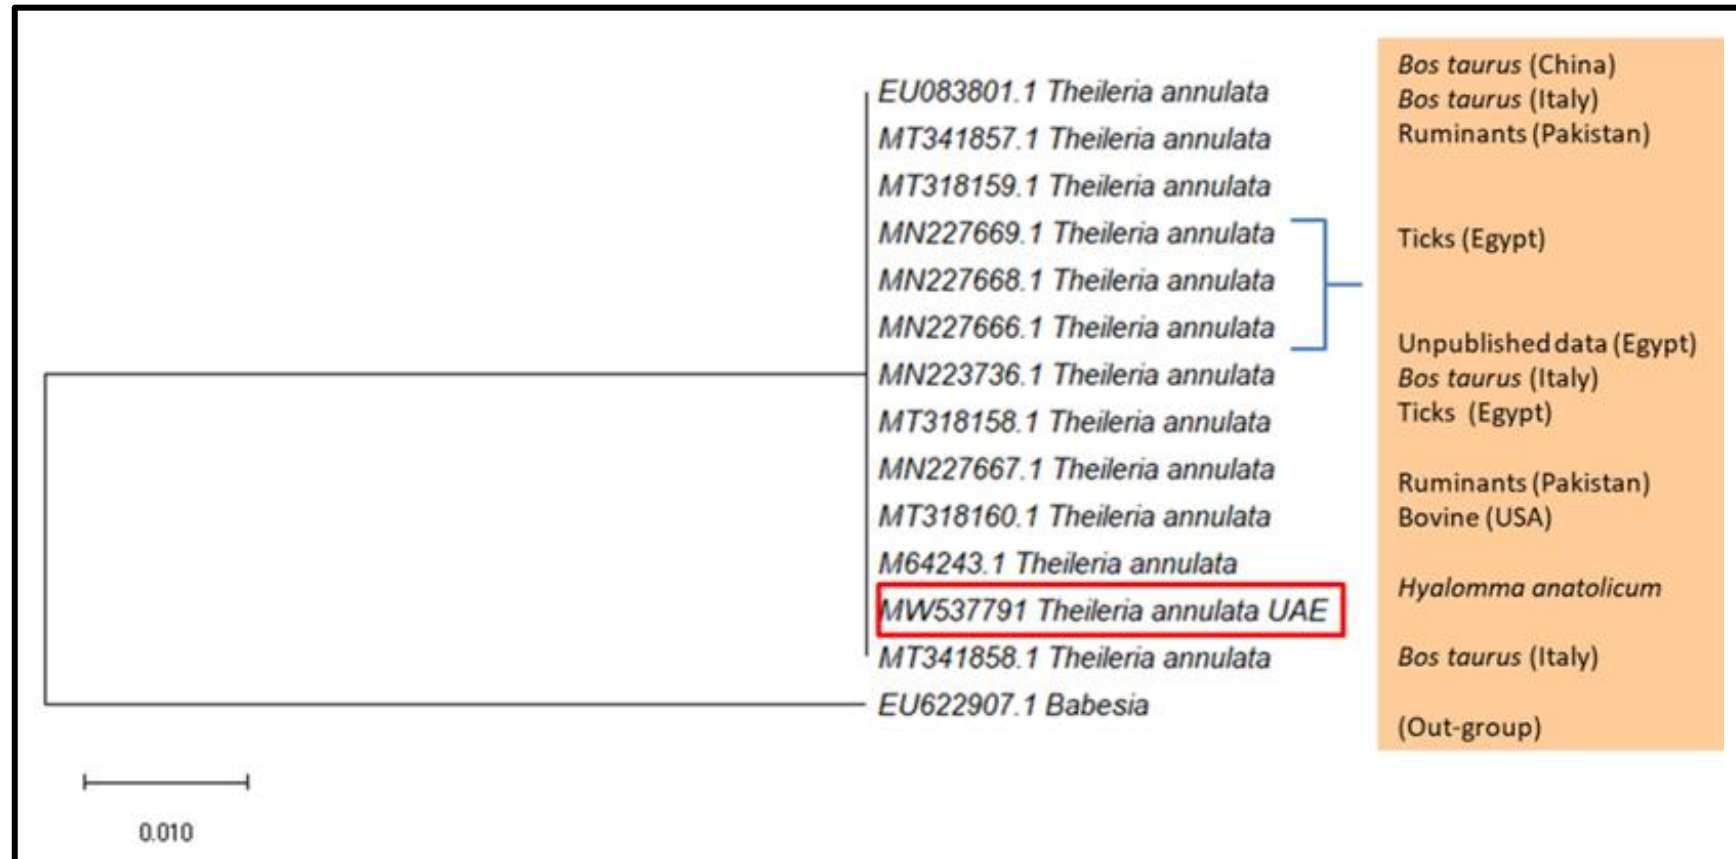 EU083801.1 Theileria annulata
MT341857.1 Theileria annulata
MT318159.1 Theileria annulata
MN227669.1 Theileria annulata
MN227668.1 Theileria annulata
MN227666.1 Theileria annulata
MN223736.1 Theileria annulata
MT318158.1 Theileria annulata
MN227667.1 Theileria annulata
MT318160.1 Theileria annulata
M64243.1 Theileria annulata
MW537791 Theileria annulata UAE
MT341858.1 Theileria annulata
EU622907.1 Babesia
0.010
Bos taurus (China)
Bos taurus (Italy)
Ruminants (Pakistan)
Ticks (Egypt)
Unpublished data (Egypt)
Bos taurus (Italy)
Ticks (Egypt)
Ruminants (Pakistan)
Bovine (USA)
Hyalomma anatolicum
Bos taurus (Italy)
(Out-group)